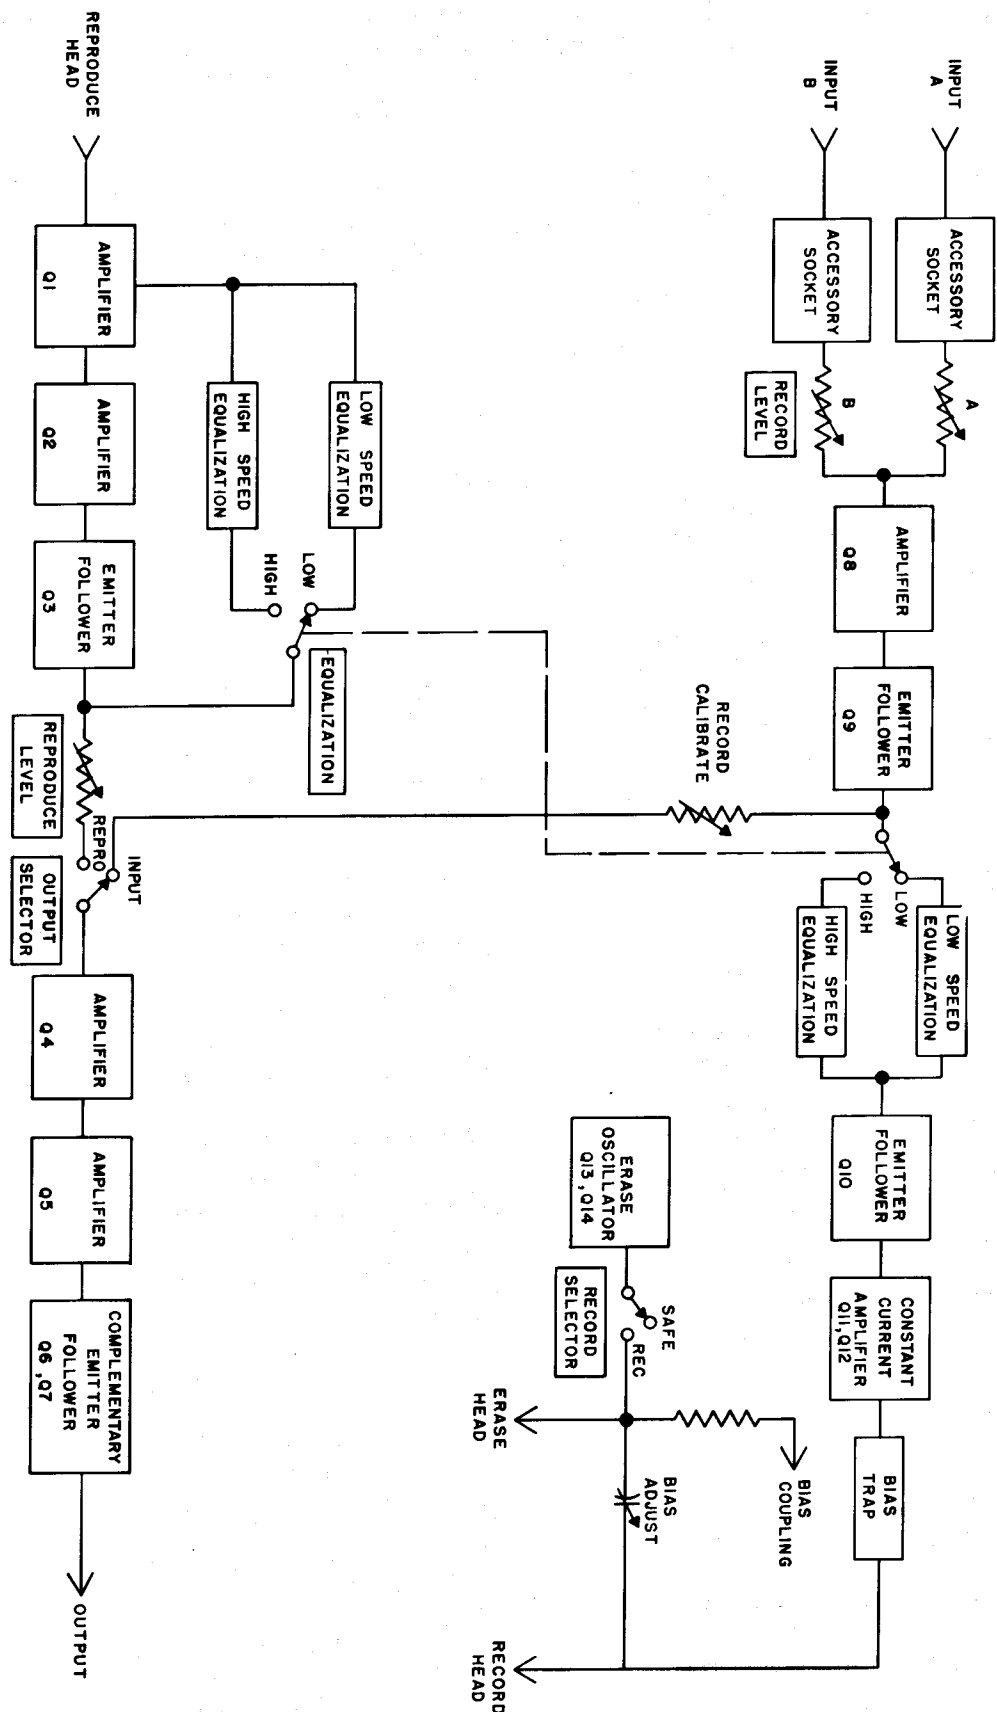 INPUT
A
ACCESSORY
SOCKET
A
INPUT
B
ACCESSORY
SOCKET
B
RECORD
LEVEL
AMPLIFIER
Q8
EMITTER
FOLLOWER
Q9
LOW
HIGH
LOW SPEED
EQUALIZATION
HIGH SPEED
EQUALIZATION
EMITTER
FOLLOWER
Q10
CONSTANT
CURRENT
AMPLIFIER
Q11,Q12
BIAS
TRAP
RECORD
CALIBRATE
ERASE
OSCILLATOR
Q13,Q14
SAFE
REC
RECORD
SELECTOR
BIAS
COUPLING
BIAS
ADJUST
ERASE
HEAD
RECORD
HEAD
LOW SPEED
EQUALIZATION
HIGH SPEED
EQUALIZATION
LOW
HIGH
EQUALIZATION
REPRODUCE
HEAD
AMPLIFIER
Q1
AMPLIFIER
Q2
EMITTER
FOLLOWER
Q3
REPRODUCE
LEVEL
REPRO
INPUT
OUTPUT
SELECTOR
AMPLIFIER
Q4
AMPLIFIER
Q5
COMPLEMENTARY
EMITTER
FOLLOWER
Q6,Q7
OUTPUT